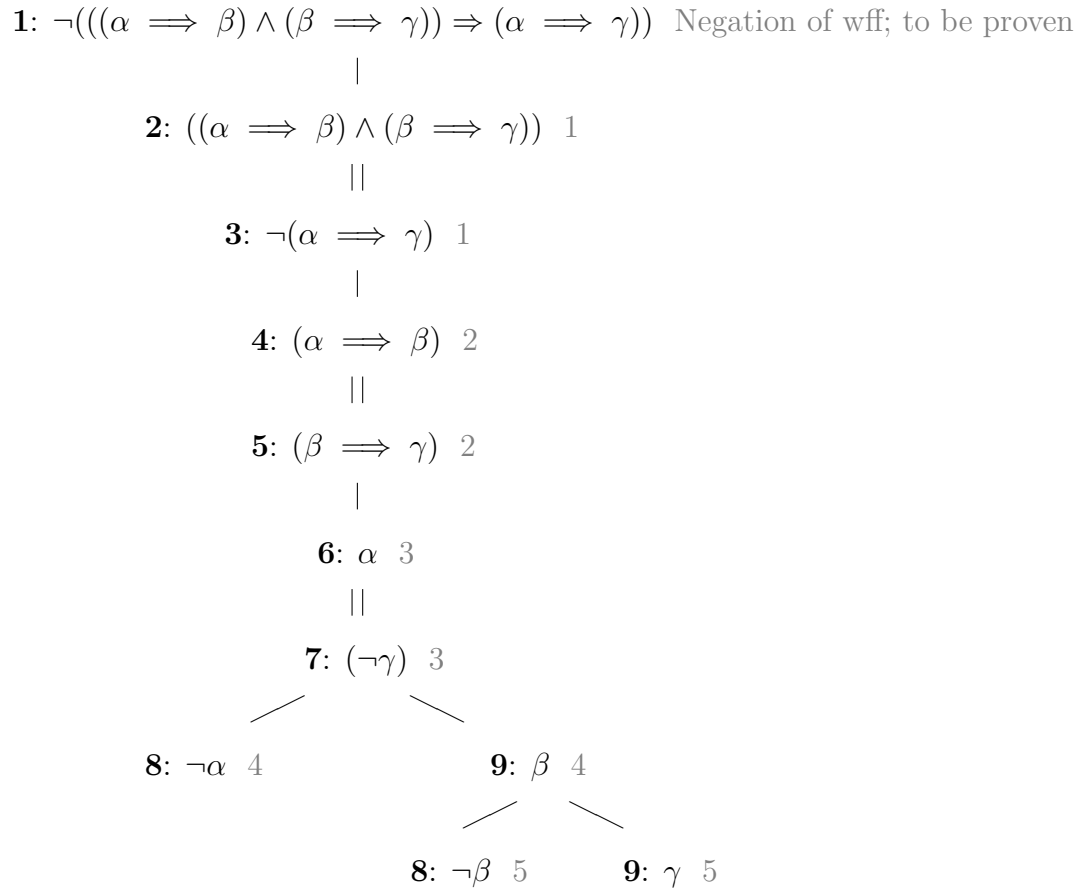 1: ¬(((α ⟹ β) ∧ (β ⟹ γ)) ⇒ (α ⟹ γ)) Negation of wff; to be proven
2: ((α ⟹ β) ∧ (β ⟹ γ)) 1
3: ¬(α ⟹ γ) 1
4: (α ⟹ β) 2
5: (β ⟹ γ) 2
6: α 3
7: (¬γ) 3
8: ¬α 4 9: β 4
8: ¬β 5 9: γ 5